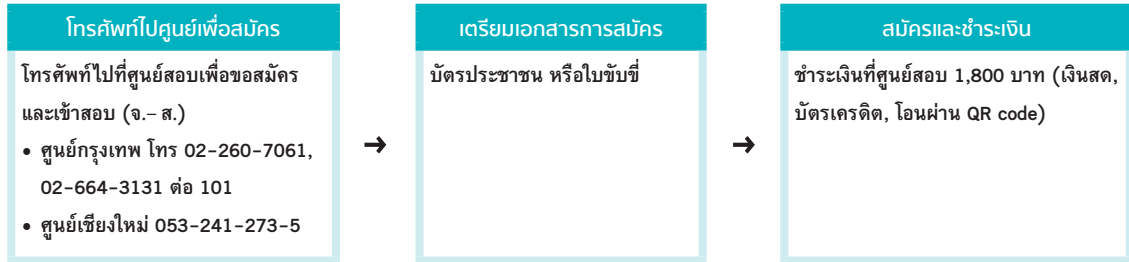 โทรศัพท์ไปศูนย์เพื่อสมัคร
โทรศัพท์ไปที่ศูนย์สอบเพื่อขอสมัคร
และเข้าสอบ (จ.– ส.)
• ศูนย์กรุงเทพ โทร 02-260-7061,
02-664-3131 ต่อ 101
• ศูนย์เชียงใหม่ 053-241-273-5
→
เตรียมเอกสารการสมัคร
บัตรประชาชน หรือใบขับขี่
→
สมัครและชำระเงิน
ชำระเงินที่ศูนย์สอบ 1,800 บาท (เงินสด,
บัตรเครดิต, โอนผ่าน QR code)